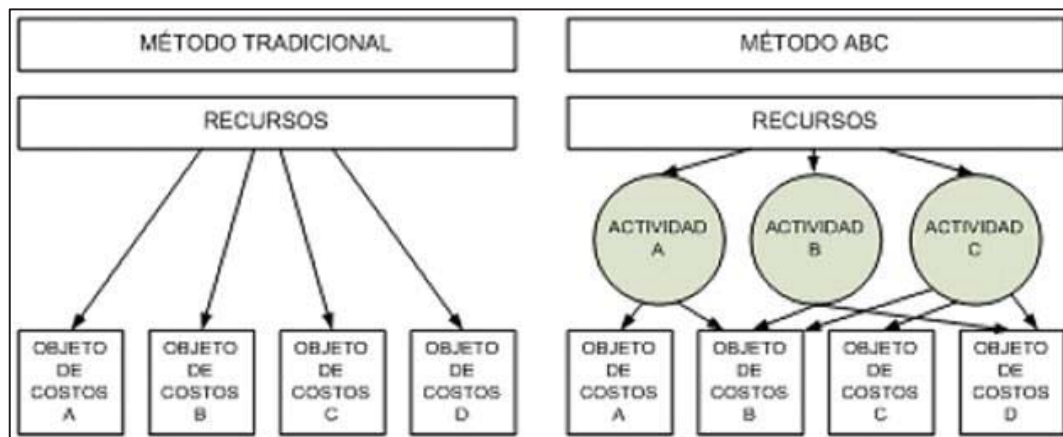 MÉTODO TRADICIONAL
RECURSOS
OBJETO
DE
COSTOS
A
OBJETO
DE
COSTOS
B
OBJETO
DE
COSTOS
C
OBJETO
DE
COSTOS
D
MÉTODO ABC
RECURSOS
ACTIVIDAD
A
ACTIVIDAD
B
ACTIVIDAD
C
OBJETO
DE
COSTOS
A
OBJETO
DE
COSTOS
B
OBJETO
DE
COSTOS
C
OBJETO
DE
COSTOS
D